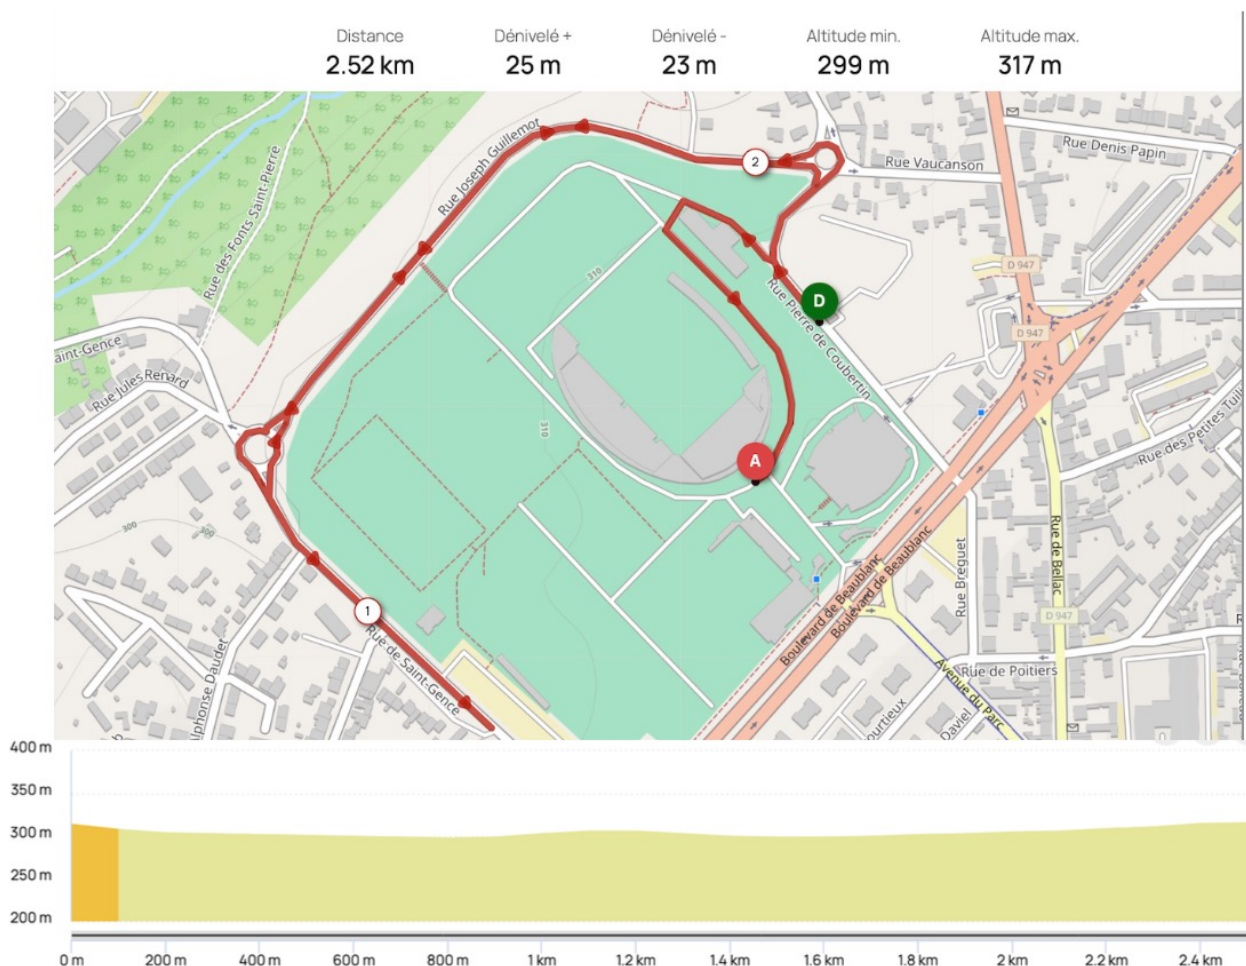 Distance
2.52 km
Dénivelé +
25 m
Dénivelé -
23 m
Altitude min.
299 m
Altitude max.
317 m
Rue Joseph Guillemot
2
Rue Vaucanson
Rue Denis Papin
Rue des Fonts Saint-Pierre
D 947
310
D
Rue Pierre de Coubertin
D 947
aint-Gence
Rue Jules Renard
310
A
Rue des Petites Tuil
300
300
Rue de Bellac
Boulevard de Beaublanc
Boulevard de Beaublanc
Rue Breguet
1
D 947
Rue de Saint-Gence
Alphonse Daudet
Rue de Poitiers
Avenue du Parc
ourtieux
Daviel
400 m
350 m
300 m
250 m
200 m
0 m
200 m
400 m
600 m
800 m
1 km
1.2 km
1.4 km
1.6 km
1.8 km
2 km
2.2 km
2.4 km